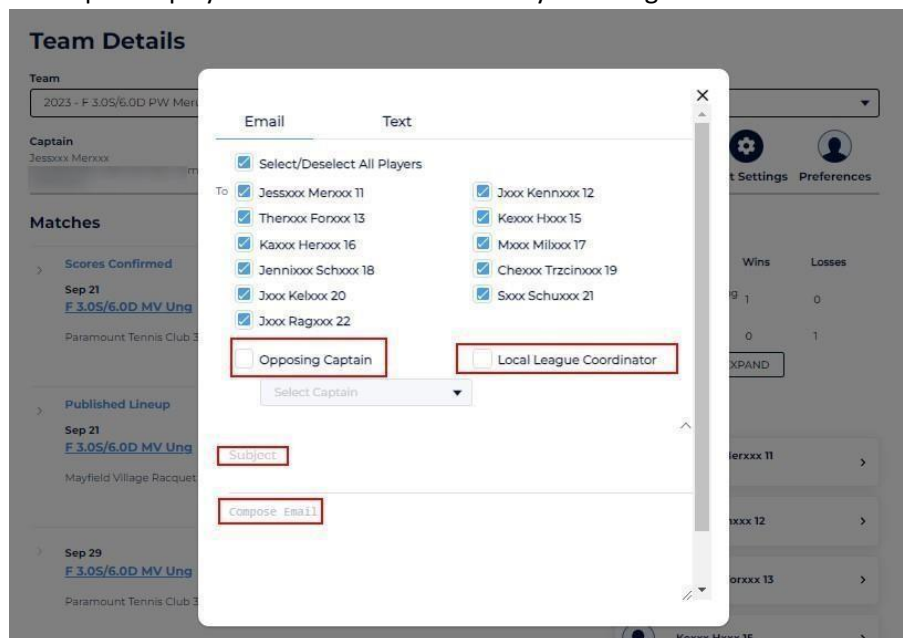 Team Details
Team
2023 - F 3.0S/6.0D PW
Captain
Jessxxx Merxxx
Settings Preferences
Email Text
Select/Deselect All Players
To Jessxxx Merxxx 11 Jxxx Kennxxx 12
Therxxx Forxxx 13 Kexxx Hxxx 15
Kaxxx Herxxx 16 Mxxx Milxxx 17
Jennixxx Schxxx 18 Chexxx Trzcinxxx 19
Jxxx Kelxxx 20 Sxxx Schuxxx 21
Jxxx Ragxxx 22
Opposing Captain Local League Coordinator
Select Captain
Subject
Compose Email
Matches
Scores Confirmed
Sep 21
F 3.0S/6.0D MV Ung
Paramount Tennis Club 3
Wins Losses
1 0
0 1
EXPAND
Published Lineup
Sep 21
F 3.0S/6.0D MV Ung
Mayfield Village Racquet
Sep 29
F 3.0S/6.0D MV Ung
Paramount Tennis Club 3
erxxx 11
xxx 12
orxxx 13